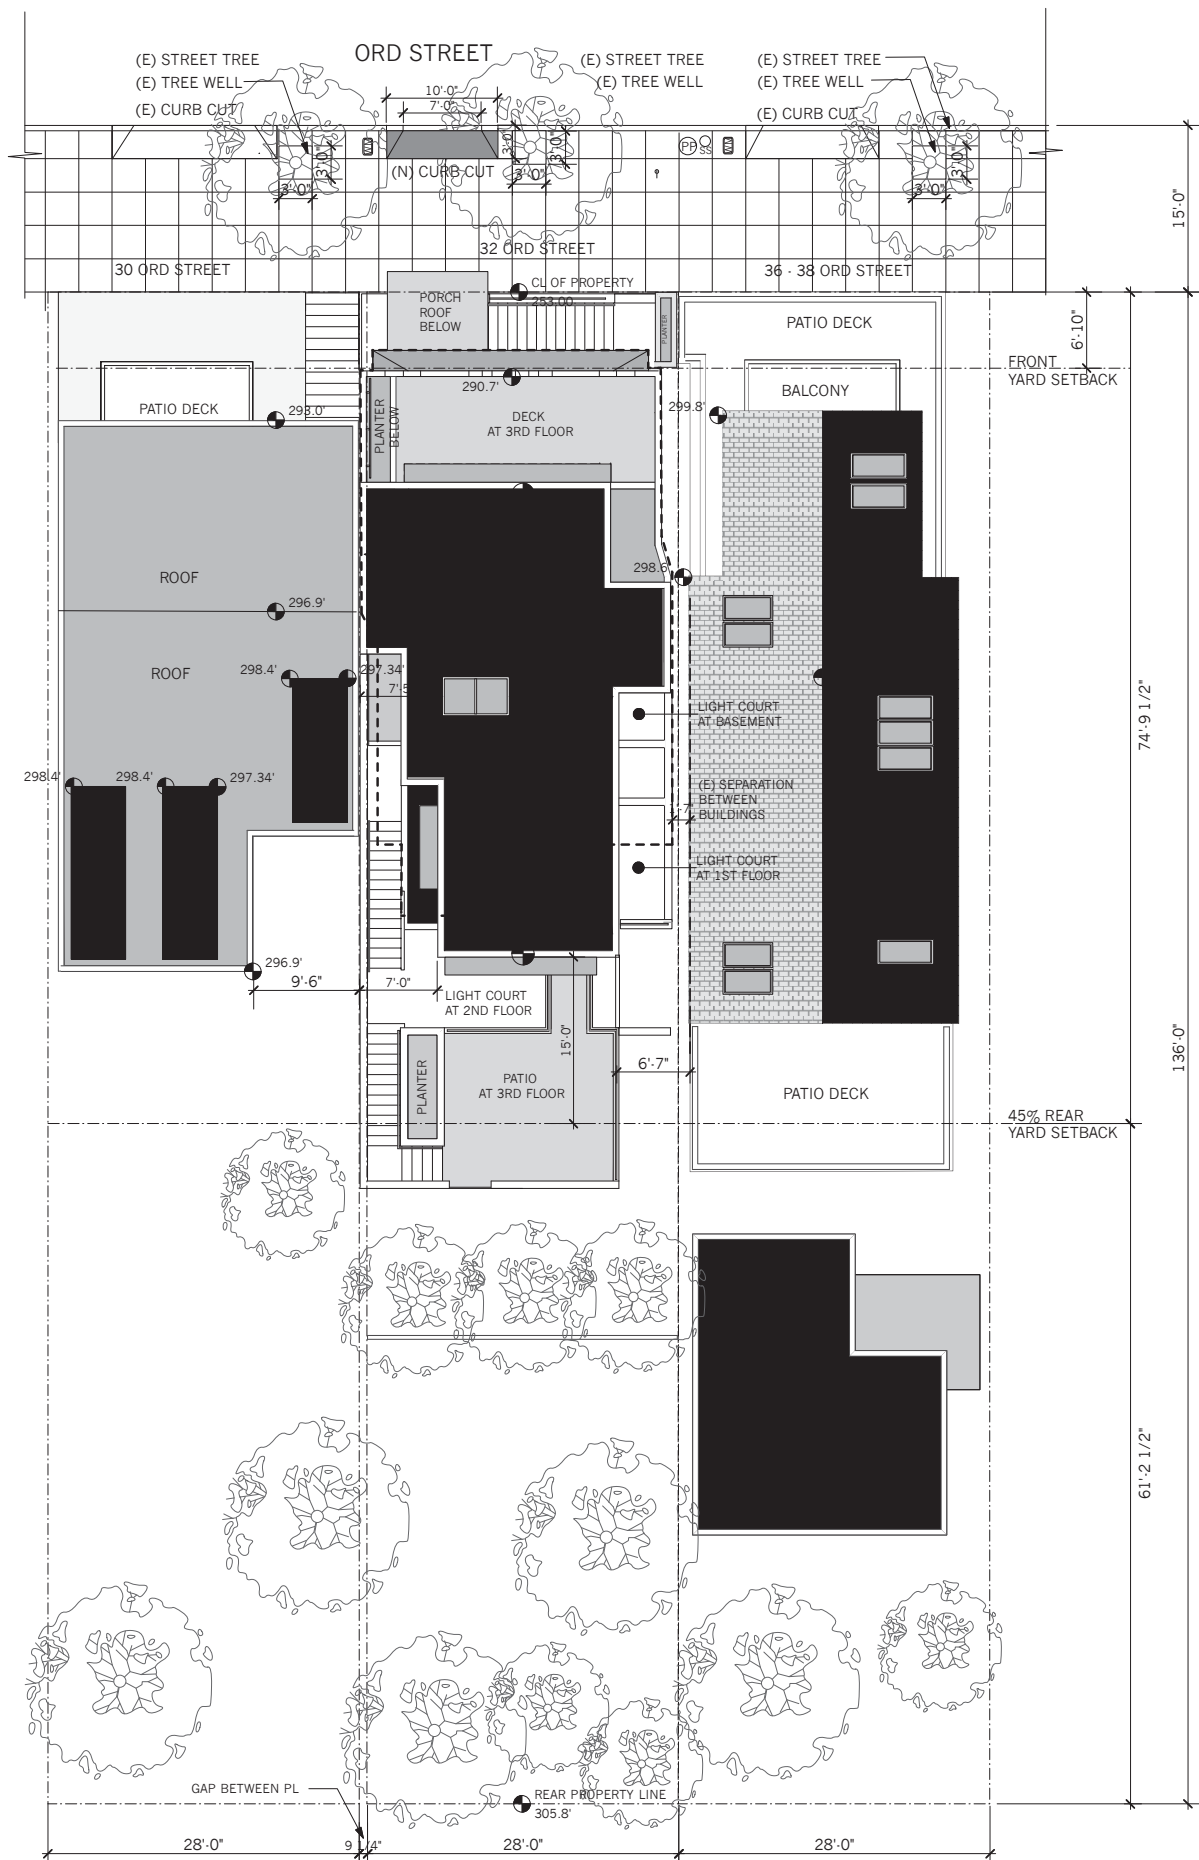 ORD STREET
(E) STREET TREE
(E) TREE WELL
(E) CURB CUT
(E) STREET TREE
(E) TREE WELL
(E) STREET TREE
(E) TREE WELL
(E) CURB CUT
10'-0"
7'-0"
3'-0"
3'-0"
3'-0"
3'-0"
3'-0"
3'-0"
3'-0"
PP
SS
(N) CURB CUT
15'-0"
30 ORD STREET
32 ORD STREET
36 - 38 ORD STREET
CL OF PROPERTY
253.00
PORCH
ROOF
BELOW
PLANTER
PATIO DECK
6'-10"
FRONT
YARD SETBACK
BALCONY
PATIO DECK
293.0'
290.7'
299.8'
PLANTER
BELOW
DECK
AT 3RD FLOOR
298.6
ROOF
296.9'
ROOF
298.4'
297.34'
LIGHT COURT
AT BASEMENT
74'-9 1/2"
298.4'
298.4'
297.34'
(E) SEPARATION
BETWEEN
BUILDINGS
LIGHT COURT
AT 1ST FLOOR
296.9'
9'-6"
7'-0"
LIGHT COURT
AT 2ND FLOOR
15'-0"
6'-7"
136'-0"
PLANTER
PATIO
AT 3RD FLOOR
PATIO DECK
45% REAR
YARD SETBACK
61'-2 1/2"
GAP BETWEEN PL
REAR PROPERTY LINE
305.8'
28'-0"
9 1/4"
28'-0"
28'-0"